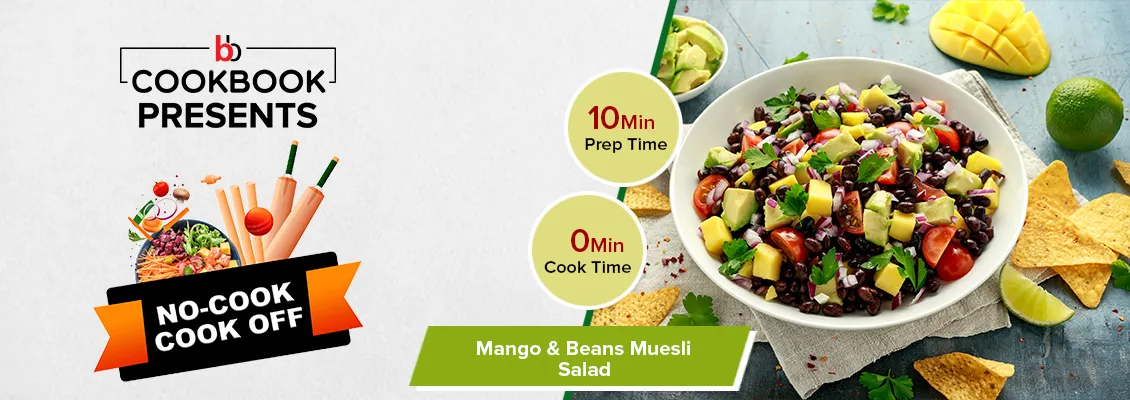 bb
COOKBOOK
PRESENTS
NO-COOK
COOK OFF
10Min
Prep Time
0Min
Cook Time
Mango & Beans Muesli
Salad